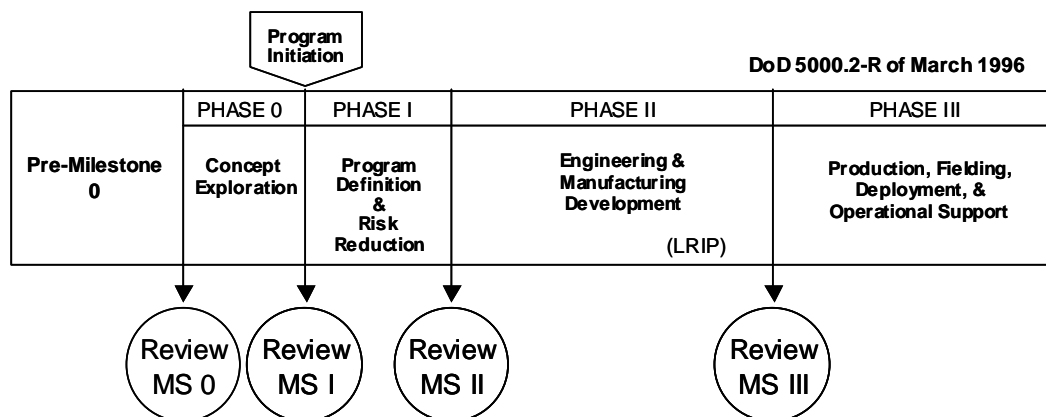 Program
Initiation
DoD 5000.2-R of March 1996
PHASE 0
PHASE I
PHASE II
PHASE III
Pre-Milestone
0
Concept
Exploration
Program
Definition
&
Risk
Reduction
Engineering &
Manufacturing
Development
(LRIP)
Production, Fielding,
Deployment, &
Operational Support
Review
MS 0
Review
MS I
Review
MS II
Review
MS III